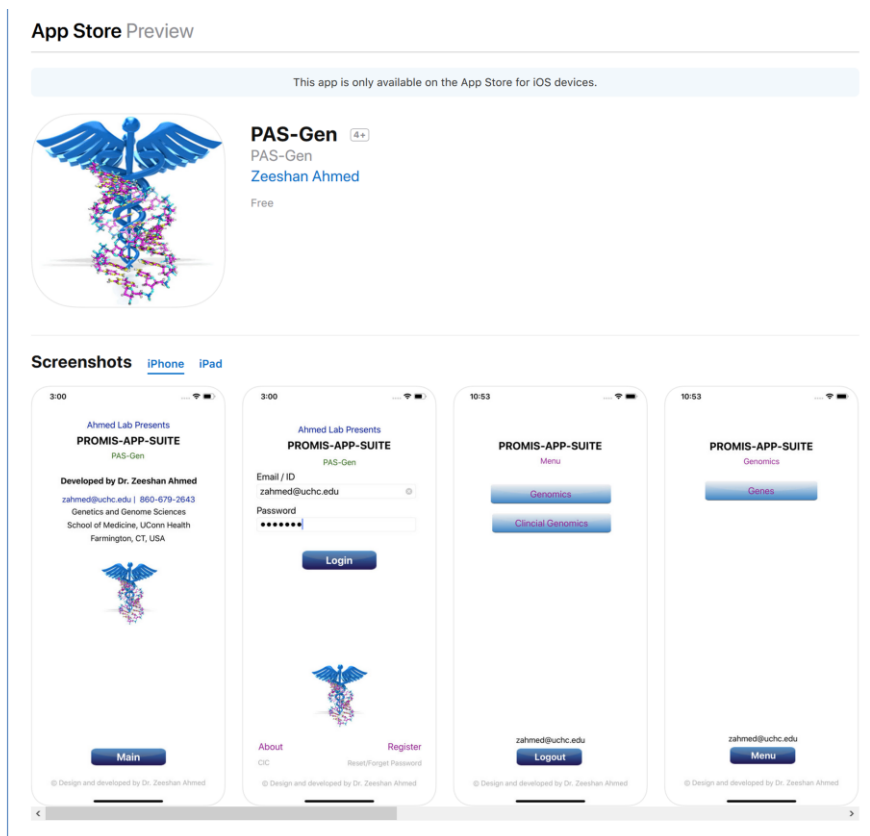 App Store Preview
This app is only available on the App Store for iOS devices.
PAS-Gen 4+
PAS-Gen
Zeeshan Ahmed
Free
Screenshots iPhone iPad
3:00
Ahmed Lab Presents
PROMIS-APP-SUITE
PAS-Gen
Developed by Dr. Zeeshan Ahmed
zahmed@uchc.edu | 860-679-2643
Genetics and Genome Sciences
School of Medicine, UConn Health
Farmington, CT, USA
Main
© Design and developed by Dr. Zeeshan Ahmed
3:00
Ahmed Lab Presents
PROMIS-APP-SUITE
PAS-Gen
Email / ID
zahmed@uchc.edu
Password
●●●●●●●
Login
About Register
CIC Reset/Forget Password
© Design and developed by Dr. Zeeshan Ahmed
10:53
PROMIS-APP-SUITE
Menu
Genomics
Clincial Genomics
zahmed@uchc.edu
Logout
© Design and developed by Dr. Zeeshan Ahmed
10:53
PROMIS-APP-SUITE
Genomics
Genes
zahmed@uchc.edu
Menu
© Design and developed by Dr. Zeeshan Ahmed